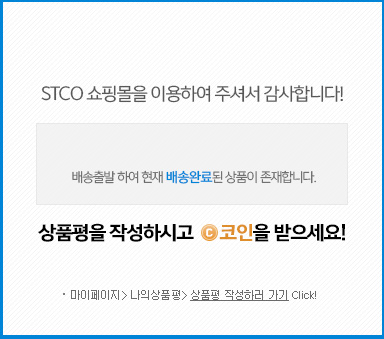 STCO 쇼핑몰을 이용하여 주셔서 감사합니다!
배송출발 하여 현재 배송완료된 상품이 존재합니다.
상품평을 작성하시고 C 코인을 받으세요!
· 마이페이지> 나의상품평> 상품평 작성하러 가기 Click!